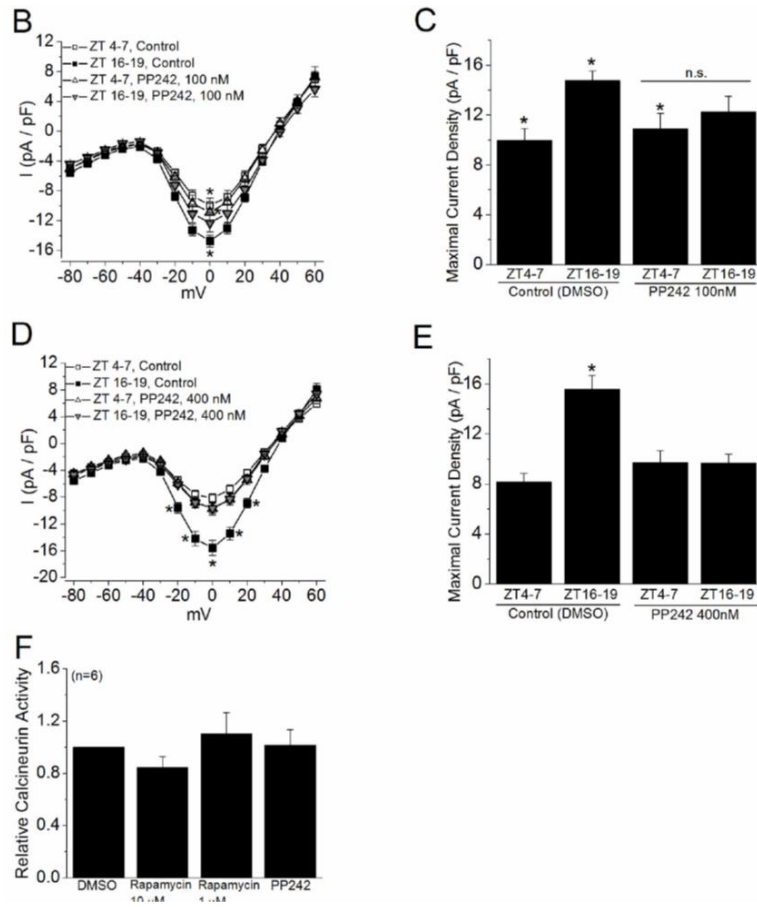 B
ZT 4-7, Control
ZT 16-19, Control
ZT 4-7, PP242, 100 nM
ZT 16-19, PP242, 100 nM
I (pA / pF)
12
8
4
0
-4
-8
-12
-16
*
*
-80 -60 -40 -20 0 20 40 60
mV
C
Maximal Current Density (pA / pF)
16
12
8
4
0
*
*
*
n.s.
ZT4-7 ZT16-19 ZT4-7 ZT16-19
Control (DMSO) PP242 100nM
D
ZT 4-7, Control
ZT 16-19, Control
ZT 4-7, PP242, 400 nM
ZT 16-19, PP242, 400 nM
I (pA / pF)
12
8
4
0
-4
-8
-12
-16
-20
* * * * *
-80 -60 -40 -20 0 20 40 60
mV
E
Maximal Current Density (pA / pF)
16
12
8
4
0
*
ZT4-7 ZT16-19 ZT4-7 ZT16-19
Control (DMSO) PP242 400nM
F
(n=6)
Relative Calcineurin Activity
1.6
1.2
0.8
0.4
0.0
DMSO Rapamycin Rapamycin PP242
10 µM 1 µM